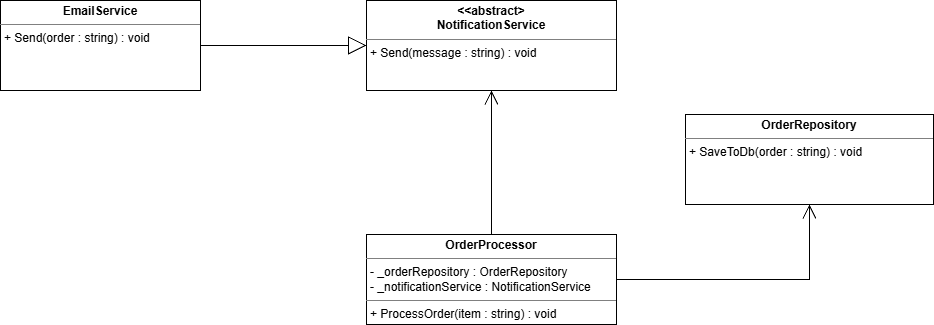 EmailService
+ Send(order : string) : void
<<abstract>
NotificationService
+ Send(message : string) : void
OrderRepository
+ SaveToDb(order : string) : void
OrderProcessor
- _orderRepository : OrderRepository
- _notificationService : NotificationService
+ ProcessOrder(item : string) : void